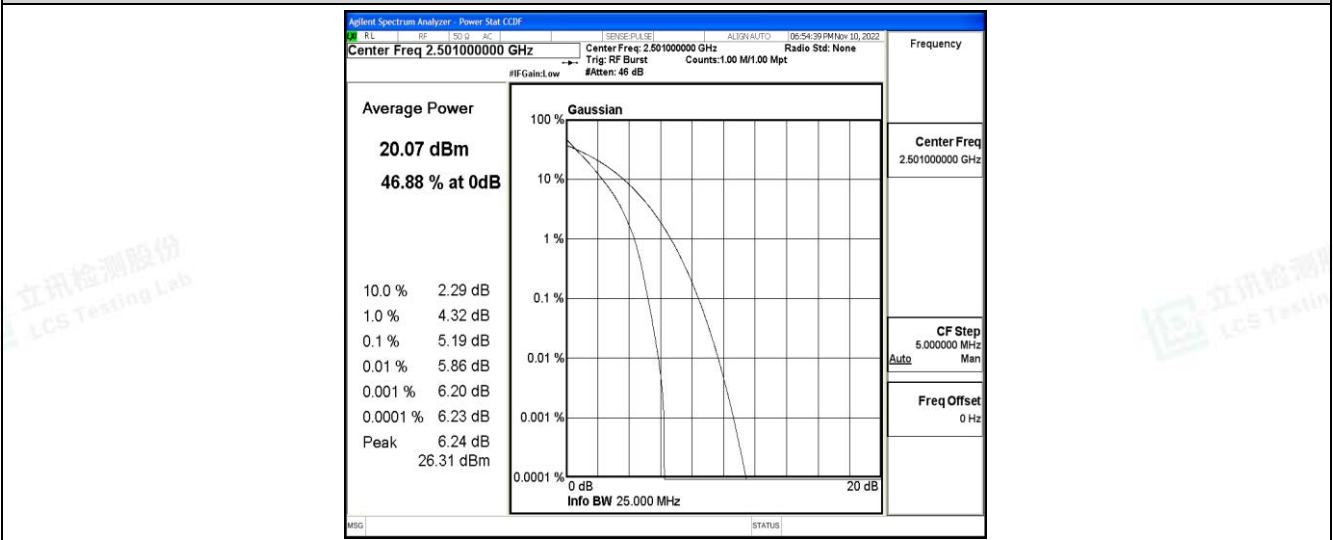 Agilent Spectrum Analyzer - Power Stat CCDF
RL RF 50 Ω AC SENSE:PULSE ALIGN AUTO 06:54:39 PM Nov 10, 2022
Center Freq 2.501000000 GHz
Center Freq: 2.501000000 GHz Radio Std: None
Trig: RF Burst Counts:1.00 M/1.00 Mpt
#IFGain:Low #Atten: 46 dB
Frequency
Average Power
20.07 dBm
46.88 % at 0dB
10.0 % 2.29 dB
1.0 % 4.32 dB
0.1 % 5.19 dB
0.01 % 5.86 dB
0.001 % 6.20 dB
0.0001 % 6.23 dB
Peak 6.24 dB
26.31 dBm
Gaussian
100 %
10 %
1 %
0.1 %
0.01 %
0.001 %
0.0001 %
0 dB 20 dB
Info BW 25.000 MHz
Center Freq
2.501000000 GHz
CF Step
5.000000 MHz
Auto Man
Freq Offset
0 Hz
MSG STATUS
立讯检测股份
LCS Testing Lab
立讯检测
LCS Testin